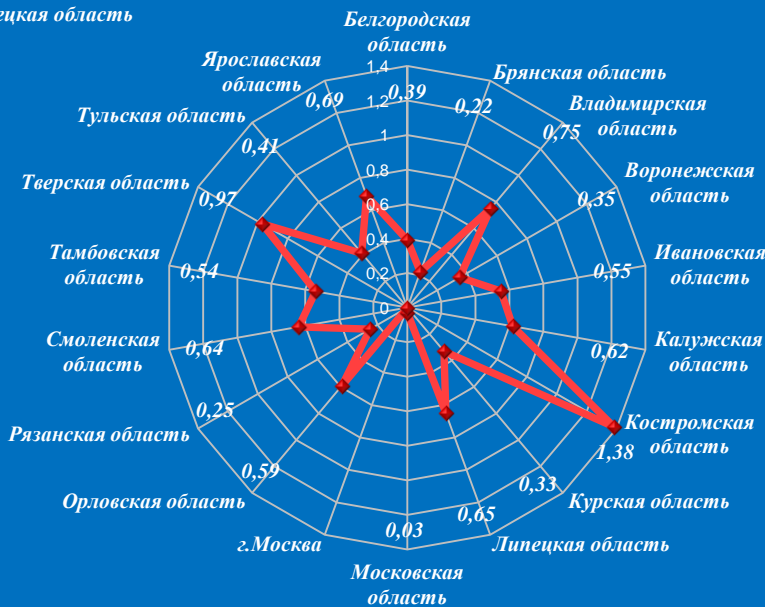 ецкая область
Белгородская
область
0,39
Брянская область
0,22
Владимирская
область
0,75
Воронежская
область
0,35
Ивановская
область
0,55
Калужская
область
0,62
Костромская
область
1,38
Курская область
0,33
Липецкая область
0,65
Московская
область
0,03
г.Москва
Орловская область
0,59
Рязанская область
0,25
Смоленская
область
0,64
Тамбовская
область
0,54
Тверская область
0,97
Тульская область
0,41
Ярославская
область
0,69
1,4
1,2
1
0,8
0,6
0,4
0,2
0